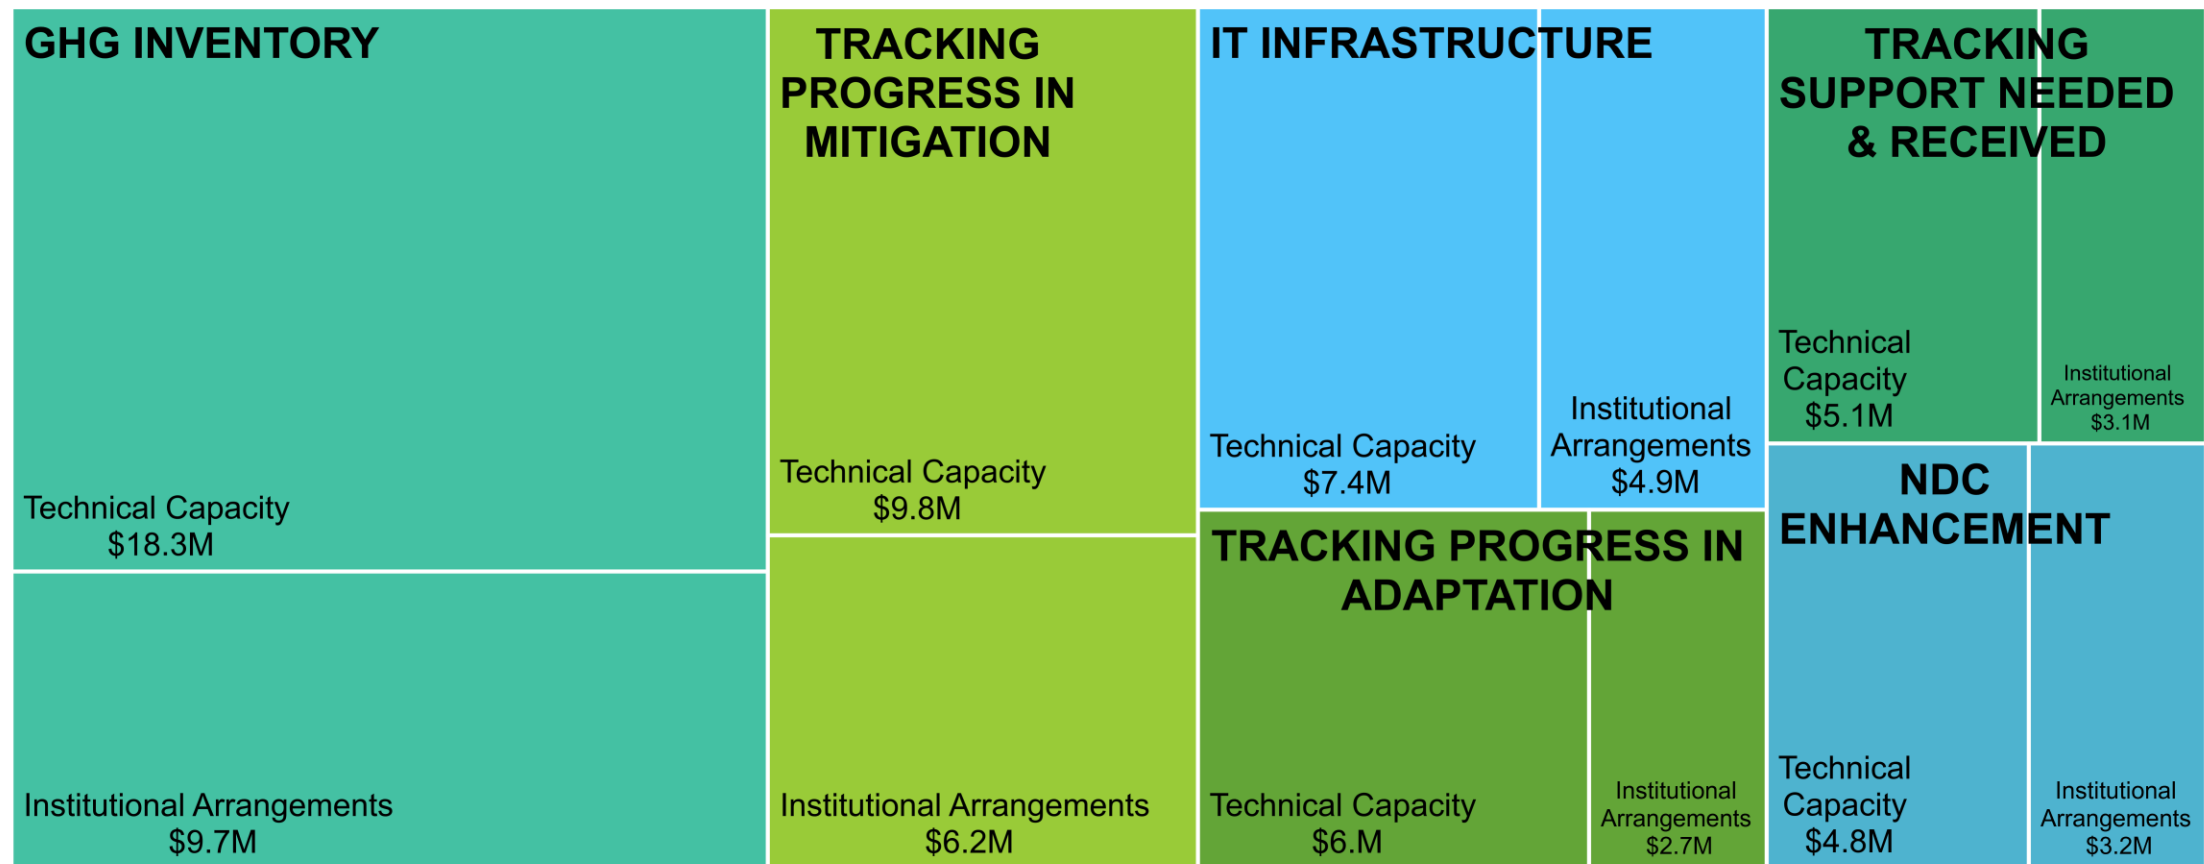 GHG INVENTORY
Technical Capacity
$18.3M
Institutional Arrangements
$9.7M
TRACKING
PROGRESS IN
MITIGATION
Technical Capacity
$9.8M
Institutional Arrangements
$6.2M
IT INFRASTRUCTURE
Technical Capacity
$7.4M
Institutional
Arrangements
$4.9M
TRACKING PROGRESS IN
ADAPTATION
Technical Capacity
$6.M
Institutional
Arrangements
$2.7M
TRACKING
SUPPORT NEEDED
& RECEIVED
Technical
Capacity
$5.1M
Institutional
Arrangements
$3.1M
NDC
ENHANCEMENT
Technical
Capacity
$4.8M
Institutional
Arrangements
$3.2M